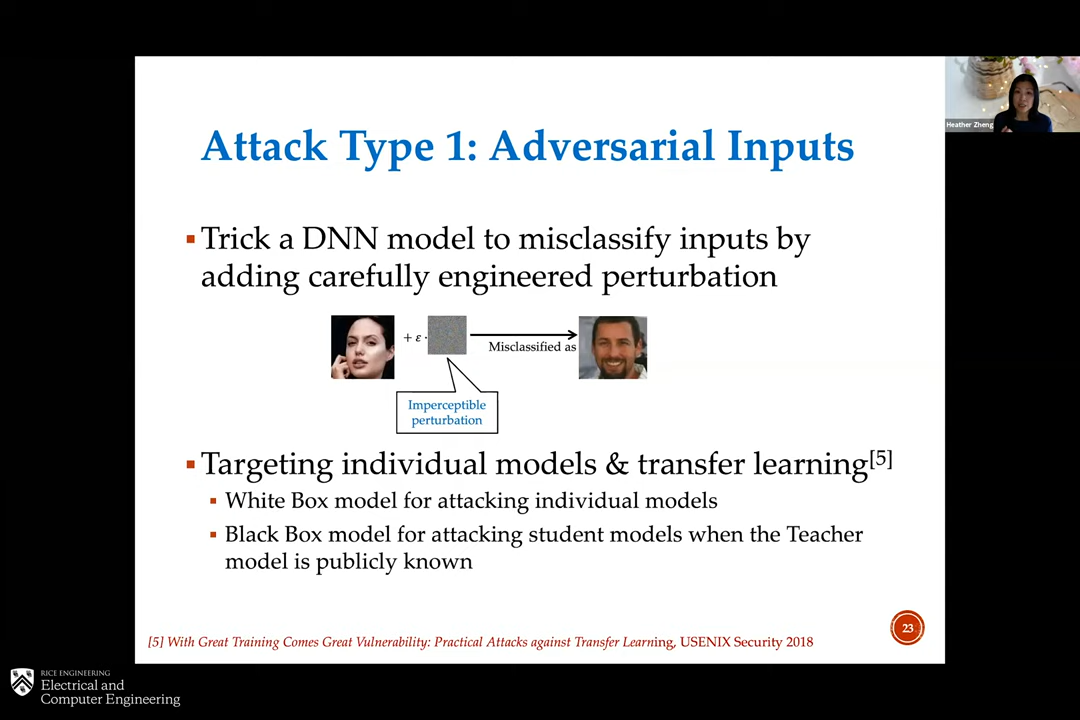 Attack Type 1: Adversarial Inputs
Heather Zheng
▪ Trick a DNN model to misclassify inputs by
adding carefully engineered perturbation
+ ε ·
Misclassified as
Imperceptible
perturbation
▪ Targeting individual models & transfer learning[5]
▪ White Box model for attacking individual models
▪ Black Box model for attacking student models when the Teacher
model is publicly known
[5] With Great Training Comes Great Vulnerability: Practical Attacks against Transfer Learning, USENIX Security 2018
23
RICE ENGINEERING
Electrical and
Computer Engineering